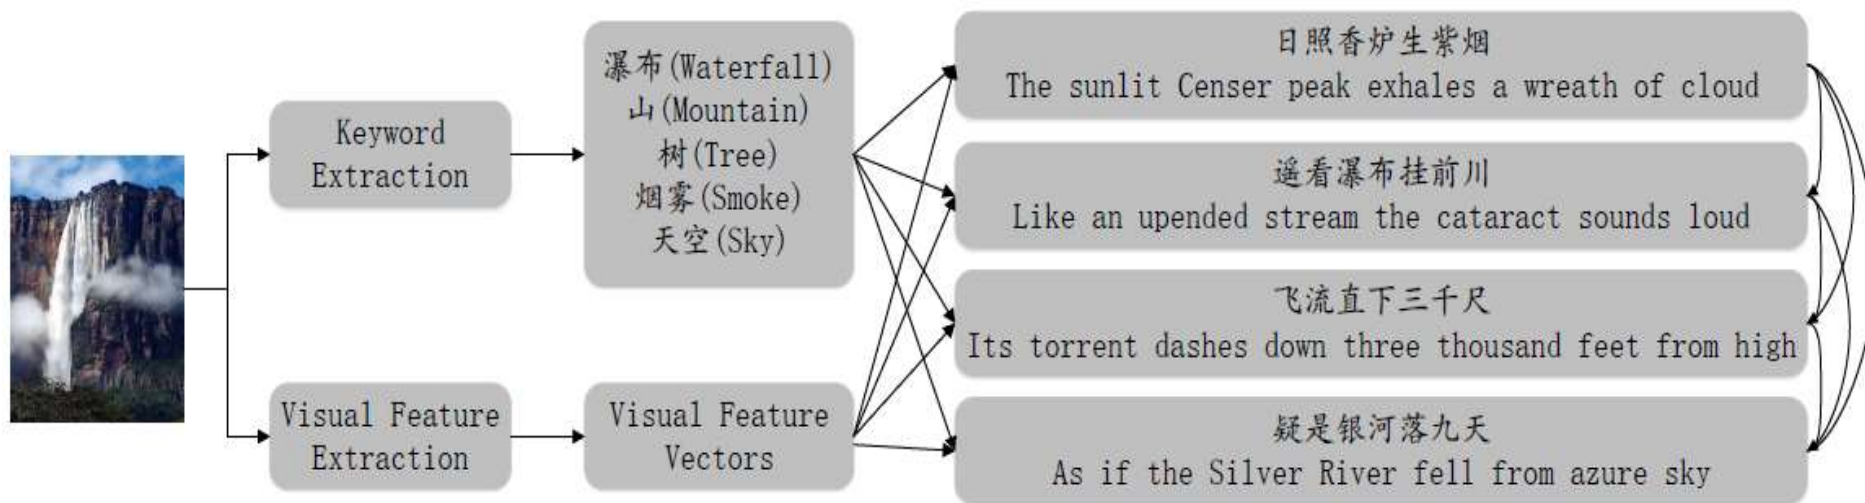 Keyword
Extraction
瀑布(Waterfall)
山(Mountain)
树(Tree)
烟雾(Smoke)
天空(Sky)
Visual Feature
Extraction
Visual Feature
Vectors
日照香炉生紫烟
The sunlit Censer peak exhales a wreath of cloud
遥看瀑布挂前川
Like an upended stream the cataract sounds loud
飞流直下三千尺
Its torrent dashes down three thousand feet from high
疑是银河落九天
As if the Silver River fell from azure sky